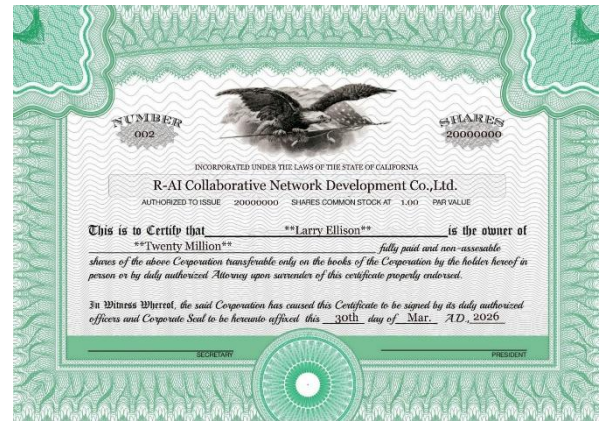 NUMBER
002
SHARES
20000000
INCORPORATED UNDER THE LAWS OF THE STATE OF CALIFORNIA
R-AI Collaborative Network Development Co.,Ltd.
AUTHORIZED TO ISSUE 20000000 SHARES COMMON STOCK AT 1.00 PAR VALUE
This is to Certify that **Larry Ellison** is the owner of
**Twenty Million** fully paid and non-assesable
shares of the above Corporation transferable only on the books of the Corporation by the holder hereof in
person or by duly authorized Attorney upon surrender of this certificate properly endorsed.
In Witness Whereof, the said Corporation has caused this Certificate to be signed by its duly authorized
officers and Corporate Seal to be hereunto affixed this 30th day of Mar. A.D., 2026
SECRETARY
PRESIDENT